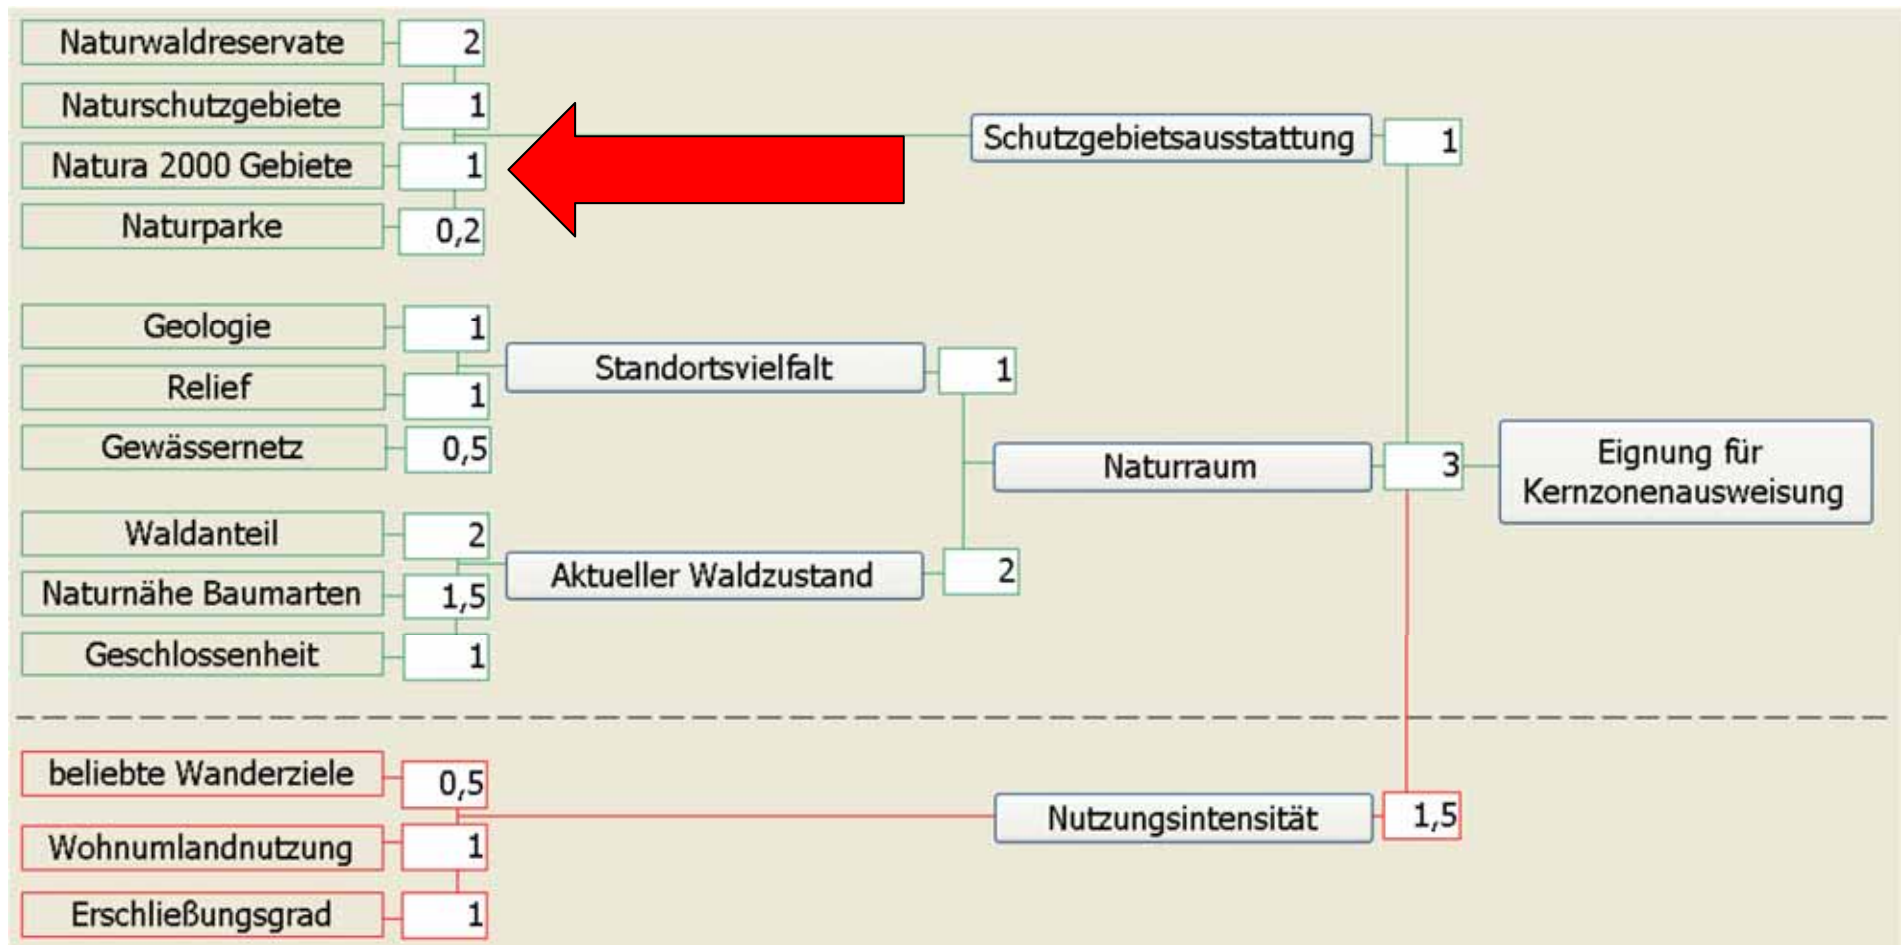 Naturwaldreservate 2
Naturschutzgebiete 1
Schutzgebietsausstattung 1
Natura 2000 Gebiete 1
Naturparke 0,2
Geologie 1
Standortsvielfalt 1
Relief 1
Gewässernetz 0,5
Naturraum 3
Eignung für
Kernzonenausweisung
Waldanteil 2
Aktueller Waldzustand 2
Naturnähe Baumarten 1,5
Geschlossenheit 1
beliebte Wanderziele 0,5
Nutzungsintensität 1,5
Wohnumlandnutzung 1
Erschließungsgrad 1